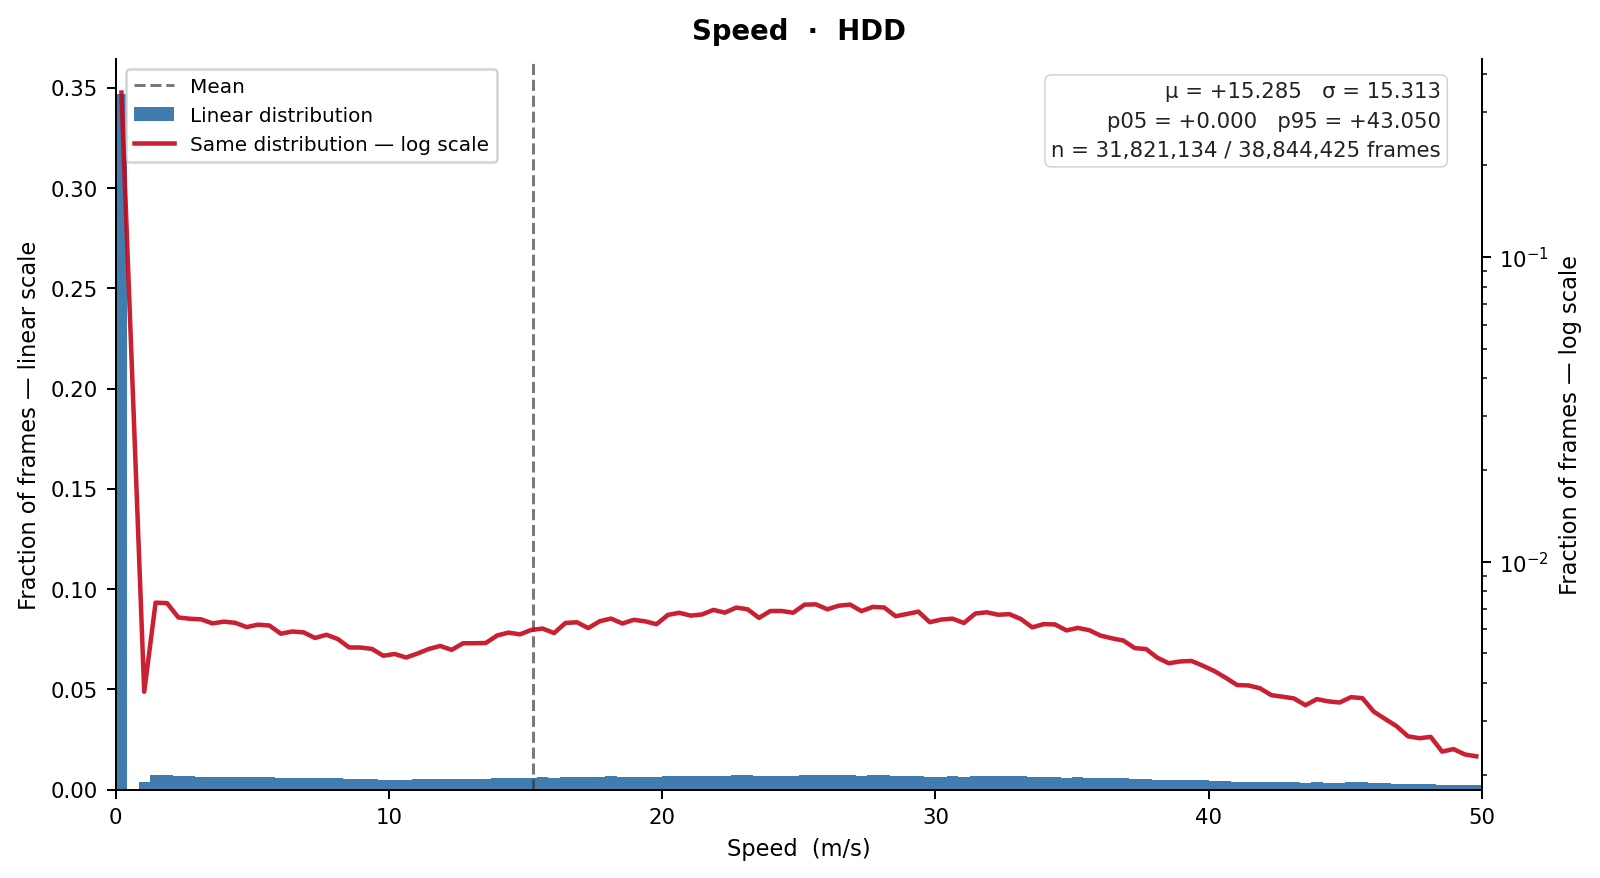 Speed · HDD
Mean
Linear distribution
Same distribution — log scale
μ = +15.285 σ = 15.313
p05 = +0.000 p95 = +43.050
n = 31,821,134 / 38,844,425 frames
Fraction of frames — linear scale
0.35
0.30
0.25
0.20
0.15
0.10
0.05
0.00
10⁻¹
10⁻²
Fraction of frames — log scale
0 10 20 30 40 50
Speed (m/s)